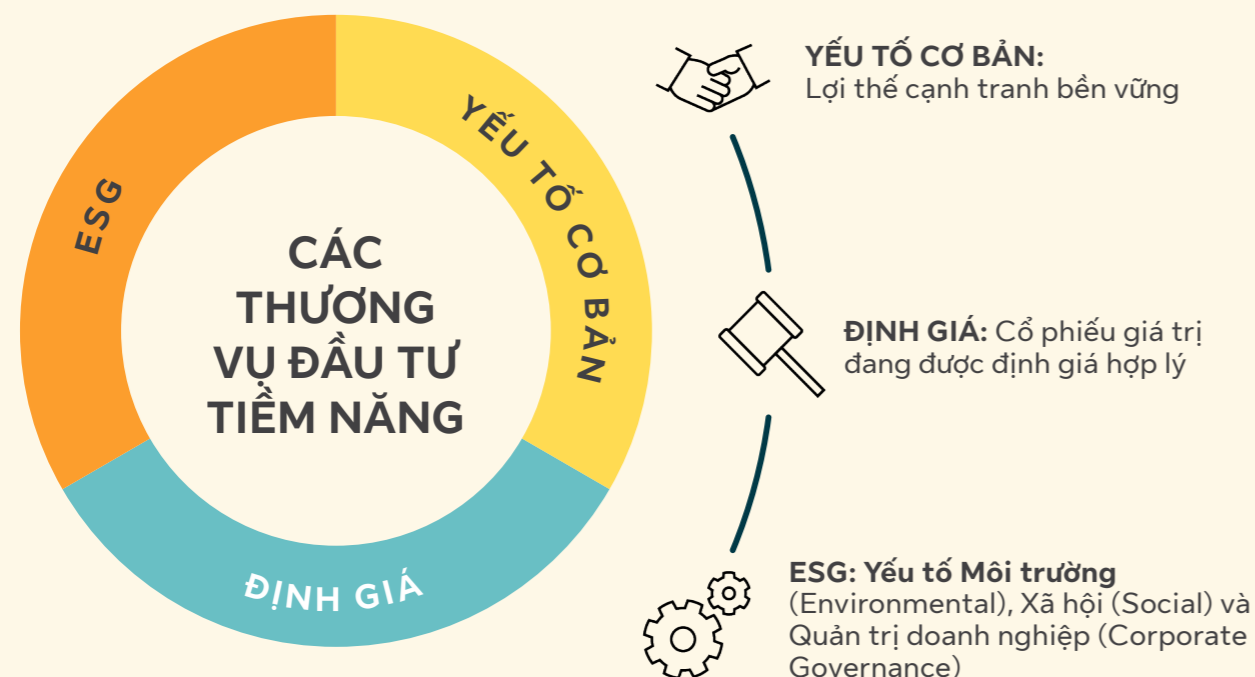 ESG
YẾU TỐ CƠ BẢN
CÁC
THƯƠNG
VỤ ĐẦU TƯ
TIỀM NĂNG
ĐỊNH GIÁ
YẾU TỐ CƠ BẢN:
Lợi thế cạnh tranh bền vững
ĐỊNH GIÁ: Cổ phiếu giá trị
đang được định giá hợp lý
ESG: Yếu tố Môi trường
(Environmental), Xã hội (Social) và
Quản trị doanh nghiệp (Corporate
Governance)